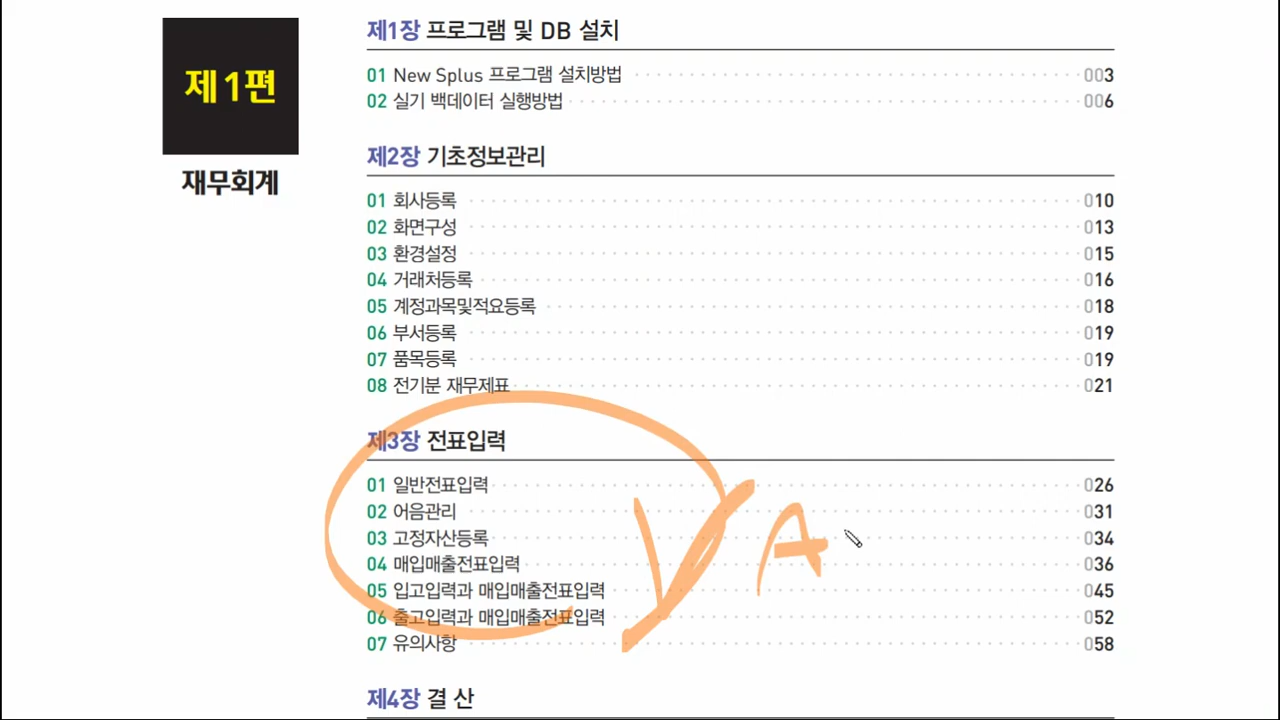 제1편
재무회계
제1장 프로그램 및 DB 설치
01 New Splus 프로그램 설치방법 003
02 실기 백데이터 실행방법 006
제2장 기초정보관리
01 회사등록 010
02 화면구성 013
03 환경설정 015
04 거래처등록 016
05 계정과목및적요등록 018
06 부서등록 019
07 품목등록 019
08 전기분 재무제표 021
제3장 전표입력
01 일반전표입력 026
02 어음관리 031
03 고정자산등록 034
04 매입매출전표입력 036
05 입고입력과 매입매출전표입력 045
06 출고입력과 매입매출전표입력 052
07 유의사항 058
제4장 결 산